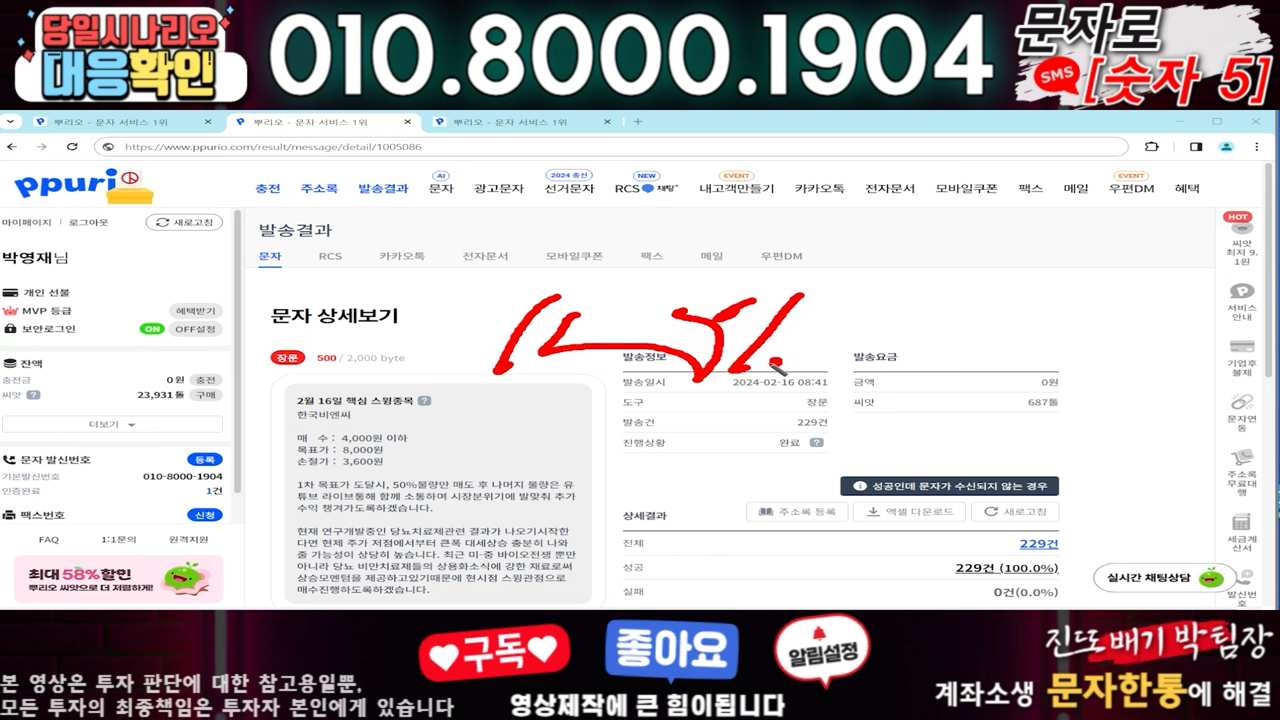 당일시나리오
대응확인
010.8000.1904
문자로
SMS
[숫자 5]
뿌리오 - 문자 서비스 1위
뿌리오 - 문자 서비스 1위
뿌리오 - 문자 서비스 1위
https://www.ppurio.com/result/message/detail/1005086
ppuri
충전
주소록
발송결과
AI
문자
광고문자
2024 총선
선거문자
NEW
RCS 채팅+
EVENT
내고객만들기
카카오톡
전자문서
모바일쿠폰
팩스
메일
EVENT
우편DM
혜택
마이페이지 | 로그아웃
새로고침
박영재님
개인 선불
MVP 등급
혜택받기
보안로그인
ON
OFF설정
잔액
충전금
0 원
충전
씨앗 ?
23,931 톨
구매
더보기
문자 발신번호
등록
기본발신번호
010-8000-1904
인증완료
1건
팩스번호
신청
FAQ
1:1문의
원격지원
최대 58%할인
뿌리오 씨앗으로 더 저렴하게!
발송결과
문자
RCS
카카오톡
전자문서
모바일쿠폰
팩스
메일
우편DM
문자 상세보기
장문
500 / 2,000 byte
2월 16일 핵심 스윙종목 ?
한국비엔씨
매 수 : 4,000원 이하
목표가 : 8,000원
손절가 : 3,600원
1차 목표가 도달시, 50%물량만 매도 후 나머지 물량은 유
튜브 라이브통해 함께 소통하며 시장분위기에 발맞춰 추가
수익 챙겨가도록하겠습니다.
현재 연구개발중인 당뇨치료제관련 결과가 나오기시작한
다면 현재 주가 저점에서부터 큰폭 대세상승 충분히 나와
줄 가능성이 상당히 높습니다. 최근 미-중 바이오전쟁 뿐만
아니라 당뇨 비만치료제들의 상용화소식에 강한 재료로써
상승모멘텀을 제공하고있기때문에 현시점 스윙관점으로
매수진행하도록하겠습니다.
발송정보
발송일시
2024-02-16 08:41
도구
장문
발송건
229건
진행상황
완료 ?
발송요금
금액
0원
씨앗
687톨
성공인데 문자가 수신되지 않는 경우
상세결과
주소록 등록
엑셀 다운로드
새로고침
전체
229건
성공
229건 (100.0%)
실패
0건(0.0%)
HOT
씨앗
최저 9.
1원
서비스
안내
기업후
불제
문자연
동
주소록
무료대
행
세금계
산서
실시간 채팅상담
발신번
호
구독
좋아요
알림설정
영상제작에 큰 힘이됩니다
본 영상은 투자 판단에 대한 참고용일뿐,
모든 투자의 최종책임은 투자자 본인에게 있습니다
진또배기 박팀장
계좌소생 문자한통에 해결